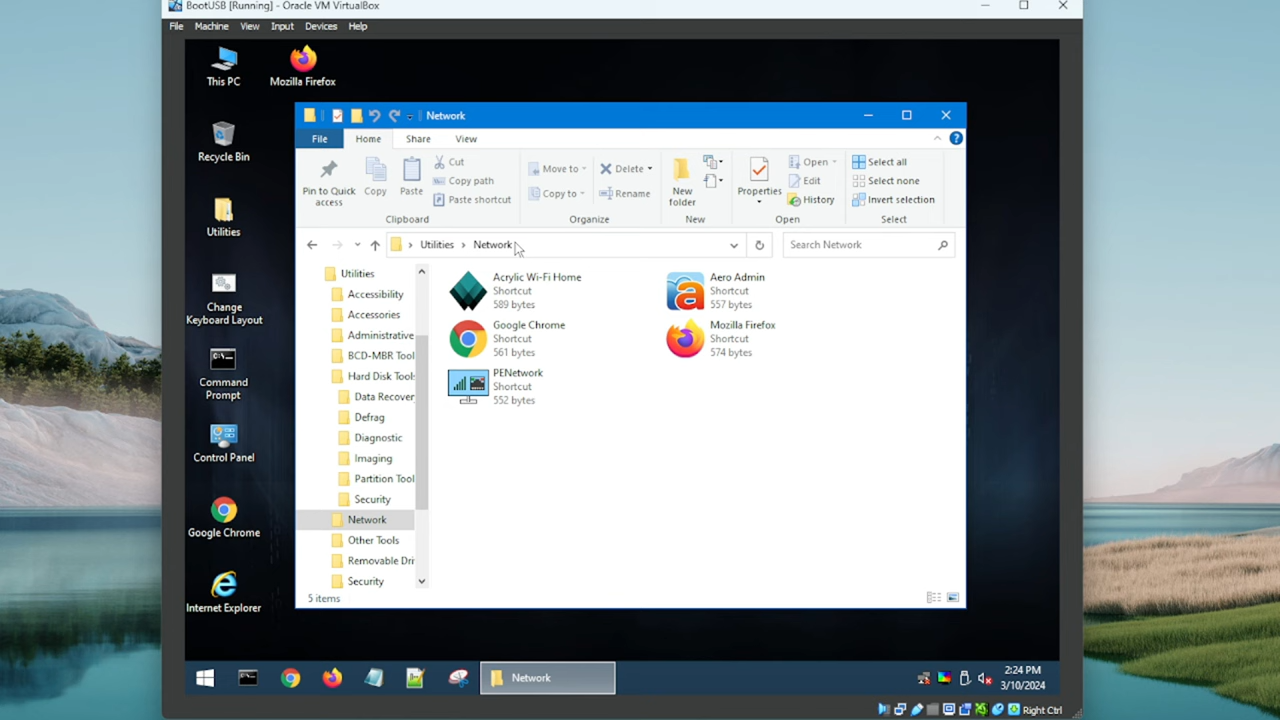 BootUSB [Running] - Oracle VM VirtualBox
File Machine View Input Devices Help
This PC
Mozilla Firefox
Recycle Bin
Utilities
Change
Keyboard Layout
Command
Prompt
Control Panel
Google Chrome
Internet Explorer
Network
File Home Share View
Pin to Quick
access
Copy
Paste
Cut
Copy path
Paste shortcut
Clipboard
Move to
Copy to
Delete
Rename
Organize
New
folder
New
Properties
Open
Edit
History
Open
Select all
Select none
Invert selection
Select
Utilities > Network
Search Network
Utilities
Accessibility
Accessories
Administrative
BCD-MBR Tool
Hard Disk Tools
Data Recover
Defrag
Diagnostic
Imaging
Partition Tool
Security
Network
Other Tools
Removable Dri
Security
Acrylic Wi-Fi Home
Shortcut
589 bytes
Aero Admin
Shortcut
557 bytes
Google Chrome
Shortcut
561 bytes
Mozilla Firefox
Shortcut
574 bytes
PENetwork
Shortcut
552 bytes
5 items
Network
2:24 PM
3/10/2024
Right Ctrl